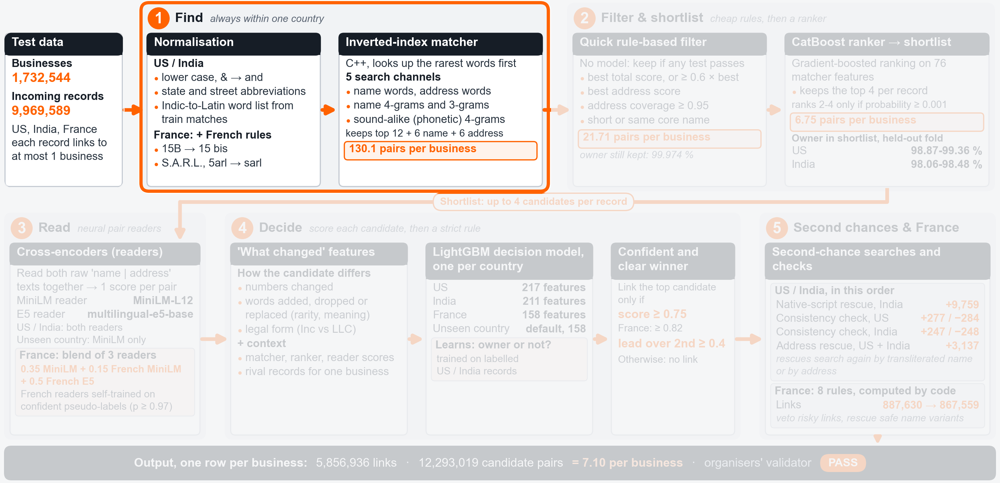 1 Find always within one country
Test data
Businesses
1,732,544
Incoming records
9,969,589
US, India, France
each record links to
at most 1 business
Normalisation
US / India
• lower case, & → and
• state and street abbreviations
• Indic-to-Latin word list from
train matches
France: + French rules
• 15B → 15 bis
• S.A.R.L., 5arl → sarl
Inverted-index matcher
C++, looks up the rarest words first
5 search channels
• name words, address words
• name 4-grams and 3-grams
• sound-alike (phonetic) 4-grams
keeps top 12 + 6 name + 6 address
130.1 pairs per business
2 Filter & shortlist cheap rules, then a ranker
Quick rule-based filter
No model: keep if any test passes
• best total score, or ≥ 0.6 × best
• best address score
• address coverage ≥ 0.95
• short or same core name
21.71 pairs per business
owner still kept: 99.974 %
CatBoost ranker → shortlist
Gradient-boosted ranking on 76
matcher features
• keeps the top 4 per record
ranks 2-4 only if probability ≥ 0.001
6.75 pairs per business
Owner in shortlist, held-out fold
US 98.87-99.36 %
India 98.06-98.48 %
Shortlist: up to 4 candidates per record
3 Read neural pair readers
Cross-encoders (readers)
Read both raw 'name | address'
texts together → 1 score per pair
MiniLM reader MiniLM-L12
E5 reader multilingual-e5-base
US / India: both readers
Unseen country: MiniLM only
France: blend of 3 readers
0.35 MiniLM + 0.15 French MiniLM
+ 0.5 French E5
French readers self-trained on
confident pseudo-labels (p ≥ 0.97)
4 Decide score each candidate, then a strict rule
'What changed' features
How the candidate differs
• numbers changed
• words added, dropped or
replaced (rarity, meaning)
• legal form (Inc vs LLC)
+ context
• matcher, ranker, reader scores
• rival records for one business
LightGBM decision model,
one per country
US 217 features
India 211 features
France 158 features
Unseen country default, 158
Learns: owner or not?
trained on labelled
US / India records
Confident and
clear winner
Link the top candidate
only if
score ≥ 0.75
France: ≥ 0.82
lead over 2nd ≥ 0.4
Otherwise: no link
5 Second chances & France
Second-chance searches and
checks
US / India, in this order
Native-script rescue, India +9,759
Consistency check, US +277 / −284
Consistency check, India +247 / −248
Address rescue, US + India +3,137
rescues search again by transliterated name
or by address
France: 8 rules, computed by code
Links 887,630 → 867,559
veto risky links, rescue safe name variants
Output, one row per business: 5,856,936 links · 12,293,019 candidate pairs = 7.10 per business · organisers' validator PASS